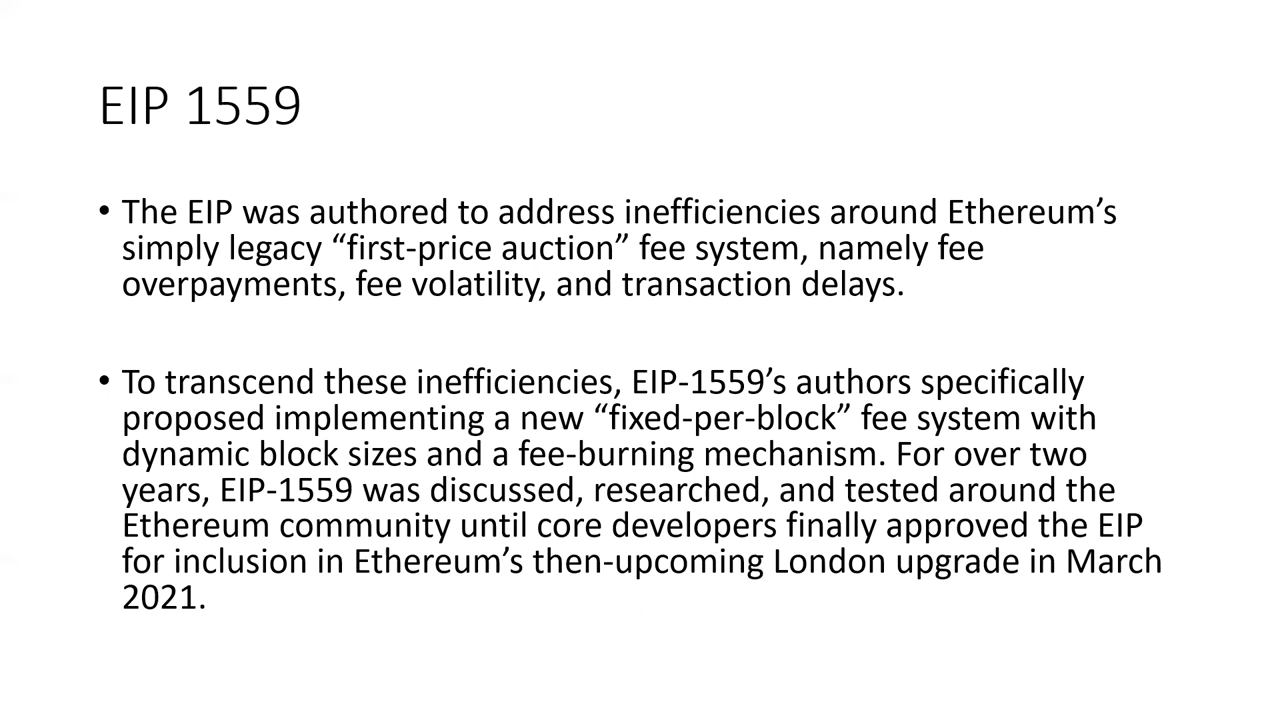 EIP 1559
• The EIP was authored to address inefficiencies around Ethereum’s
simply legacy “first-price auction” fee system, namely fee
overpayments, fee volatility, and transaction delays.
• To transcend these inefficiencies, EIP-1559’s authors specifically
proposed implementing a new “fixed-per-block” fee system with
dynamic block sizes and a fee-burning mechanism. For over two
years, EIP-1559 was discussed, researched, and tested around the
Ethereum community until core developers finally approved the EIP
for inclusion in Ethereum’s then-upcoming London upgrade in March
2021.